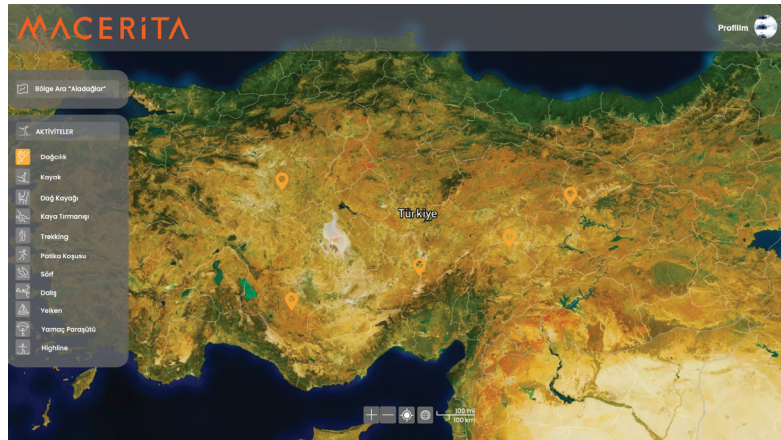 MACERiTA
Profilim
Bölge Ara "Aladağlar"
AKTİVİTELER
Dağcılık
Kayak
Dağ Kayağı
Kaya Tırmanışı
Trekking
Patika Koşusu
Sörf
Dalış
Yelken
Yamaç Paraşütü
Highline
Türkiye
100 mi
100 km